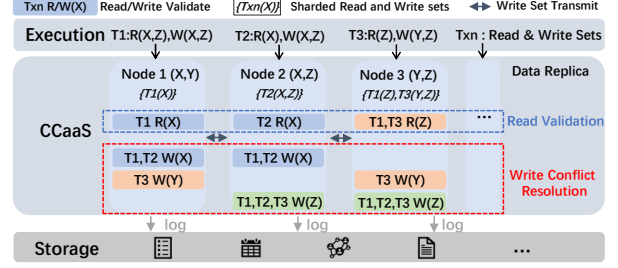 Txn R/W(X) Read/Write Validate {Txn(X)} Sharded Read and Write sets Write Set Transmit
Execution T1:R(X,Z),W(X,Z) T2:R(X),W(X,Z) T3:R(Z),W(Y,Z) Txn : Read & Write Sets
Node 1 (X,Y) Node 2 (X,Z) Node 3 (Y,Z) Data Replica
{T1(X)} {T2(X,Z)} {T1(Z),T3(Y,Z)}
CCaaS
T1 R(X) T2 R(X) T1,T3 R(Z) ... Read Validation
T1,T2 W(X) T1,T2 W(X)
T3 W(Y) T3 W(Y) Write Conflict
Resolution
T1,T2,T3 W(Z) T1,T2,T3 W(Z)
log log log
Storage ...